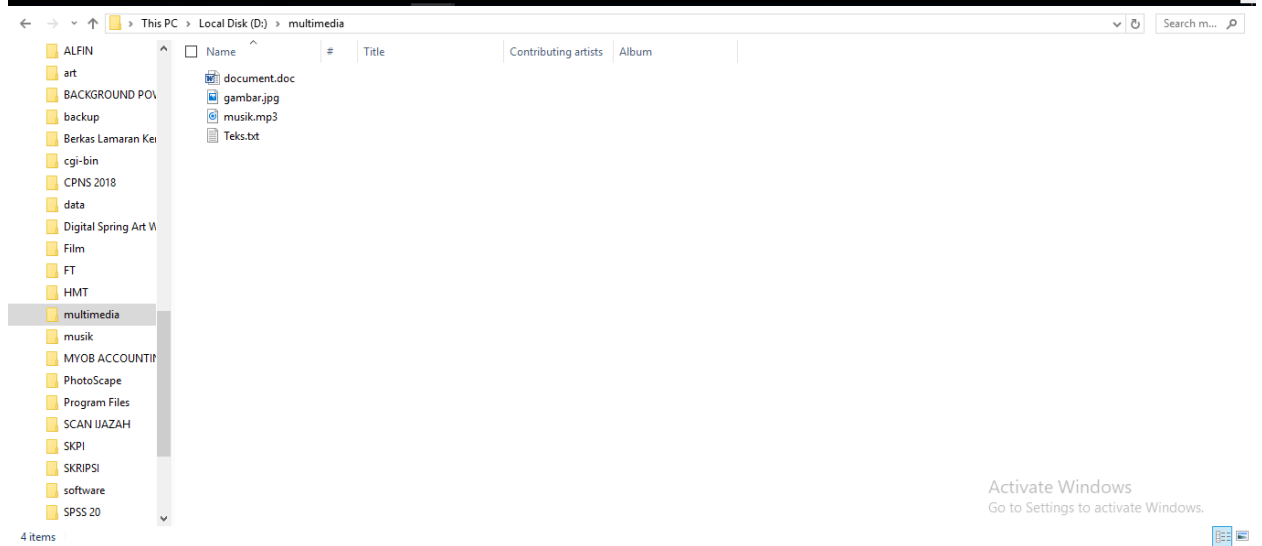 This PC > Local Disk (D:) > multimedia
Search m...
ALFIN
art
BACKGROUND POV
backup
Berkas Lamaran Ker
cgi-bin
CPNS 2018
data
Digital Spring Art W
Film
FT
HMT
multimedia
musik
MYOB ACCOUNTIN
PhotoScape
Program Files
SCAN IJAZAH
SKPI
SKRIPSI
software
SPSS 20
Name # Title Contributing artists Album
document.doc
gambar.jpg
musik.mp3
Teks.txt
Activate Windows
Go to Settings to activate Windows.
4 items